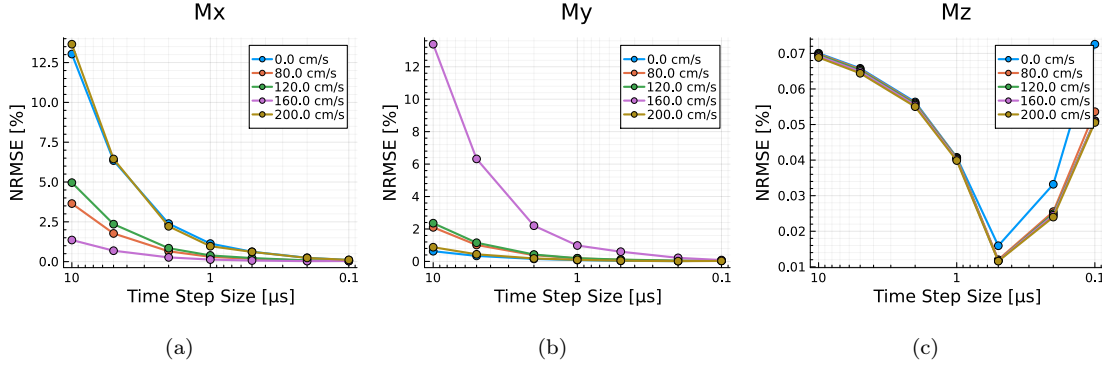 Mx
12.5
10.0
7.5
5.0
2.5
0.0
NRMSE [%]
0.0 cm/s
80.0 cm/s
120.0 cm/s
160.0 cm/s
200.0 cm/s
10
1
0.1
Time Step Size [µs]
(a)
My
12
10
8
6
4
2
0
NRMSE [%]
0.0 cm/s
80.0 cm/s
120.0 cm/s
160.0 cm/s
200.0 cm/s
10
1
0.1
Time Step Size [µs]
(b)
Mz
0.07
0.06
0.05
0.04
0.03
0.02
0.01
NRMSE [%]
0.0 cm/s
80.0 cm/s
120.0 cm/s
160.0 cm/s
200.0 cm/s
10
1
0.1
Time Step Size [µs]
(c)